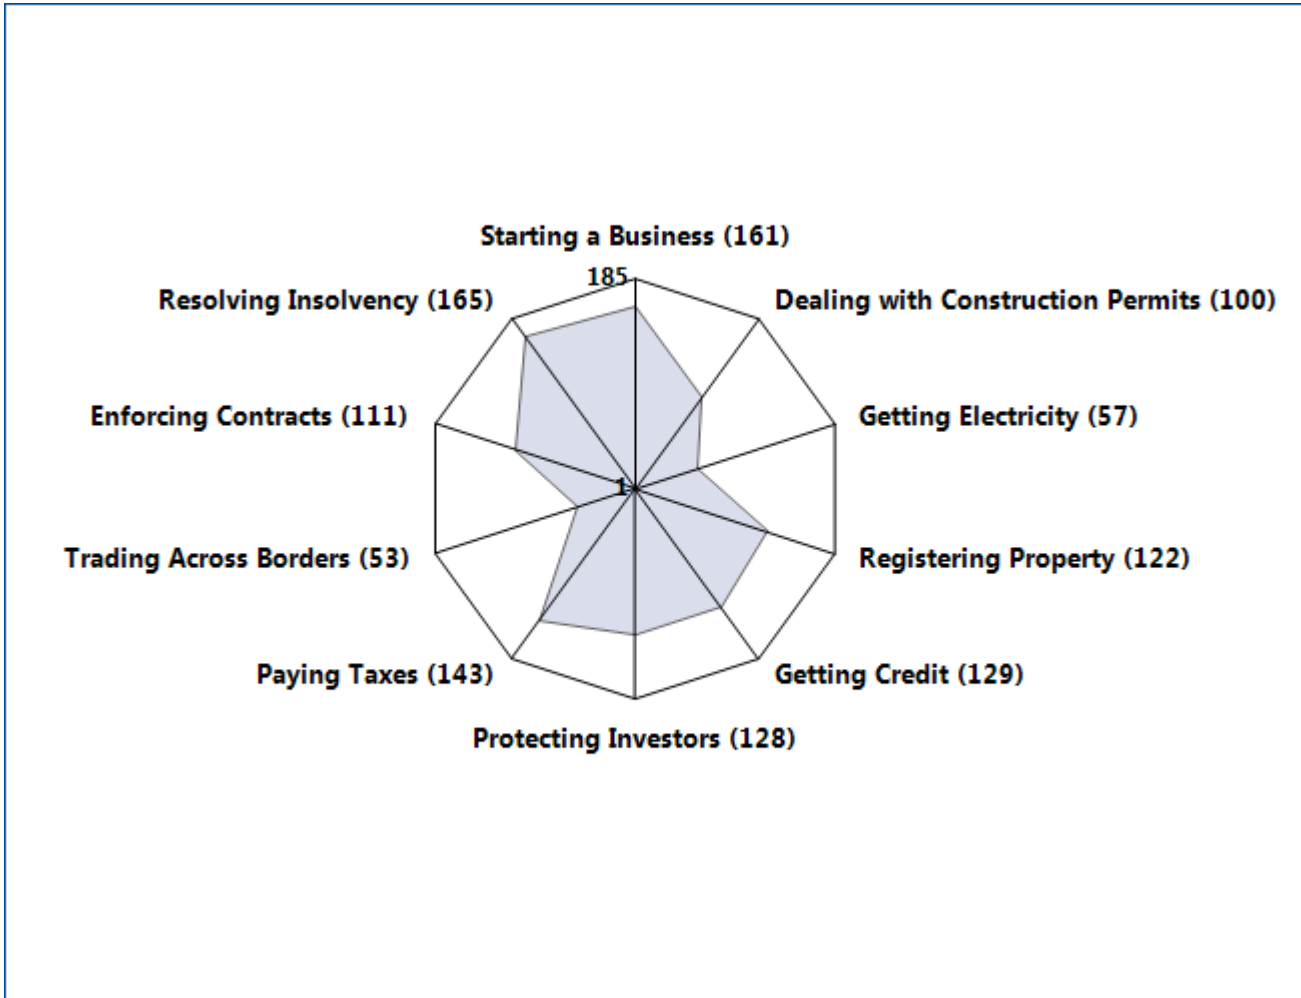 Starting a Business (161)
185
Resolving Insolvency (165)
Dealing with Construction Permits (100)
Enforcing Contracts (111)
Getting Electricity (57)
1
Trading Across Borders (53)
Registering Property (122)
Paying Taxes (143)
Getting Credit (129)
Protecting Investors (128)